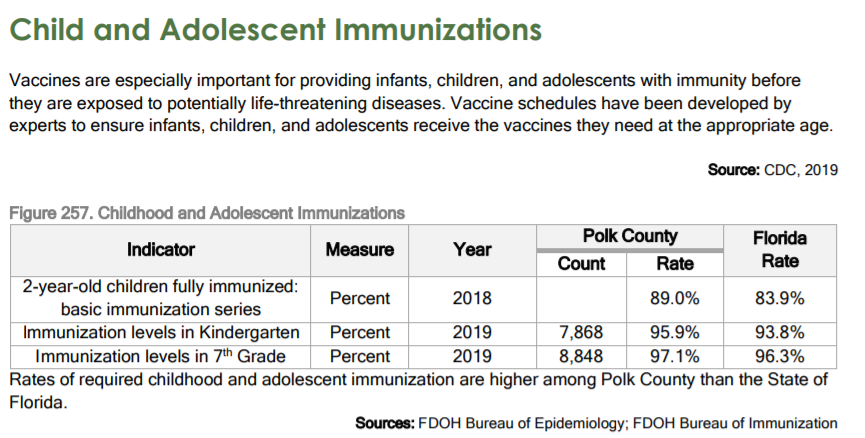 Child and Adolescent Immunizations
Vaccines are especially important for providing infants, children, and adolescents with immunity before
they are exposed to potentially life-threatening diseases. Vaccine schedules have been developed by
experts to ensure infants, children, and adolescents receive the vaccines they need at the appropriate age.
Source: CDC, 2019
Figure 257. Childhood and Adolescent Immunizations
Indicator Measure Year Polk County Florida Rate
Count Rate
2-year-old children fully immunized: basic immunization series Percent 2018 89.0% 83.9%
Immunization levels in Kindergarten Percent 2019 7,868 95.9% 93.8%
Immunization levels in 7th Grade Percent 2019 8,848 97.1% 96.3%
Rates of required childhood and adolescent immunization are higher among Polk County than the State of
Florida.
Sources: FDOH Bureau of Epidemiology; FDOH Bureau of Immunization